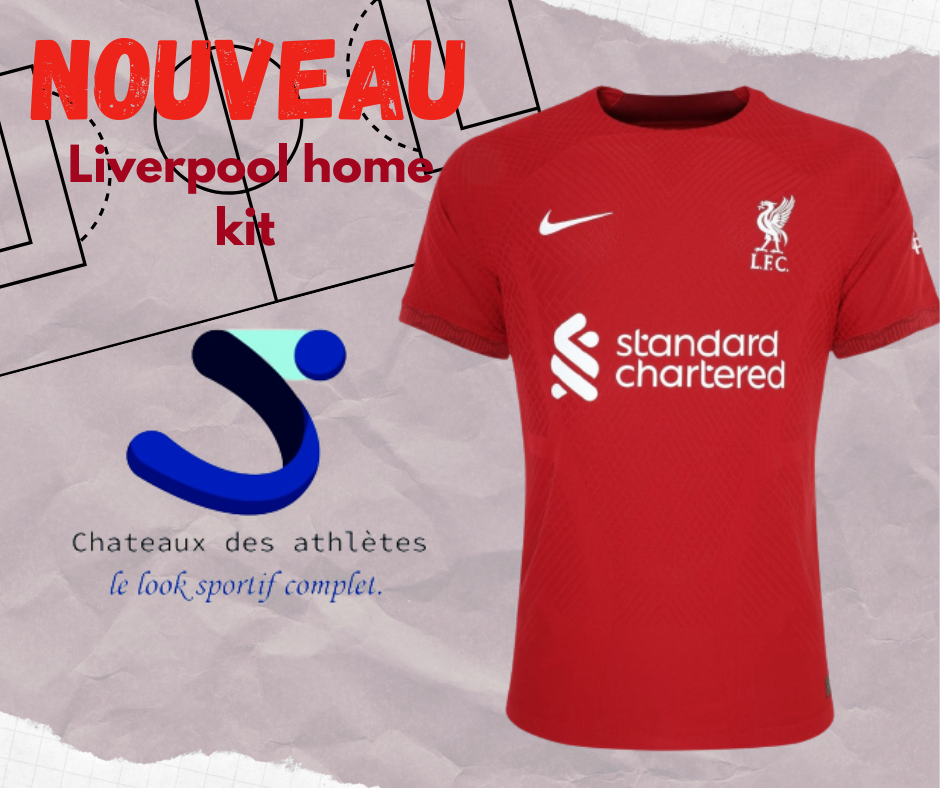 NOUVEAU
Liverpool home
kit
L.F.C.
standard
chartered
Chateaux des athlètes
le look sportif complet.